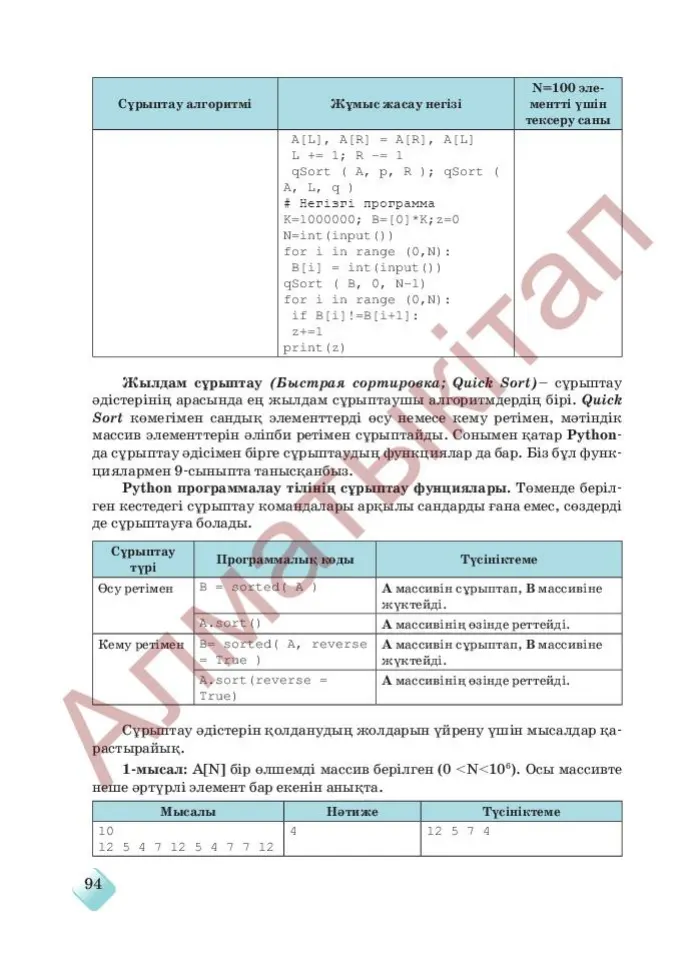 Сұрыптау алгоритмі
Жұмыс жасау негізі
N=100 эле-
ментті үшін
тексеру саны
A[L], A[R] = A[R], A[L]
L += 1; R -= 1
qSort ( A, p, R ); qSort (
A, L, q )
# Негізгі программа
K=1000000; B=[0]*K;z=0
N=int(input())
for i in range (0,N):
B[i] = int(input())
qSort ( B, 0, N-1)
for i in range (0,N):
if B[i]!=B[i+1]:
z+=1
print(z)
Жылдам сұрыптау (Быстрая сортировка; Quick Sort) – сұрыптау
әдістерінің арасында ең жылдам сұрыптаушы алгоритмдердің бірі. Quick
Sort көмегімен сандық элементтерді өсу немесе кему ретімен, мәтіндік
массив элементтерін әліпби ретімен сұрыптайды. Сонымен қатар Python-
да сұрыптау әдісімен бірге сұрыптаудың функциялар да бар. Біз бұл функ-
циялармен 9-сыныпта танысқанбыз.
Python программалау тілінің сұрыптау фунциялары. Төменде беріл-
ген кестедегі сұрыптау командалары арқылы сандарды ғана емес, сөздерді
де сұрыптауға болады.
Сұрыптау
түрі
Программалық коды
Түсініктеме
Өсу ретімен
B = sorted( A )
А массивін сұрыптап, В массивіне
жүктейді.
A.sort()
А массивінің өзінде реттейді.
Кему ретімен
B= sorted( A, reverse
= True )
А массивін сұрыптап, В массивіне
жүктейді.
A.sort(reverse =
True)
А массивінің өзінде реттейді.
Сұрыптау әдістерін қолданудың жолдарын үйрену үшін мысалдар қа-
растырайық.
1-мысал: A[N] бір өлшемді массив берілген (0 <N<10⁶). Осы массивте
неше әртүрлі элемент бар екенін анықта.
Мысалы
Нәтиже
Түсініктеме
10
12 5 4 7 12 5 4 7 7 12
4
12 5 7 4
94
Алматыкітап